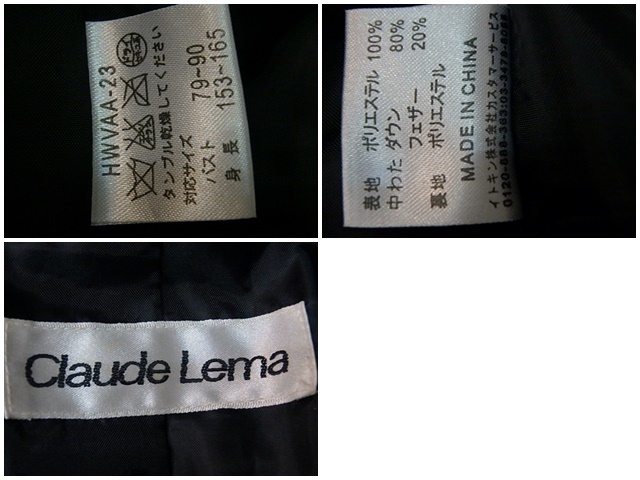 HWVAA-23
ドライ
タンブル乾燥してください
対応サイズ
バスト 79~90
身長 153~165
表地 ポリエステル 100%
中わた ダウン 80%
フェザー 20%
裏地 ポリエステル
MADE IN CHINA
イトキン株式会社カスタマーサービス
Claude Lema